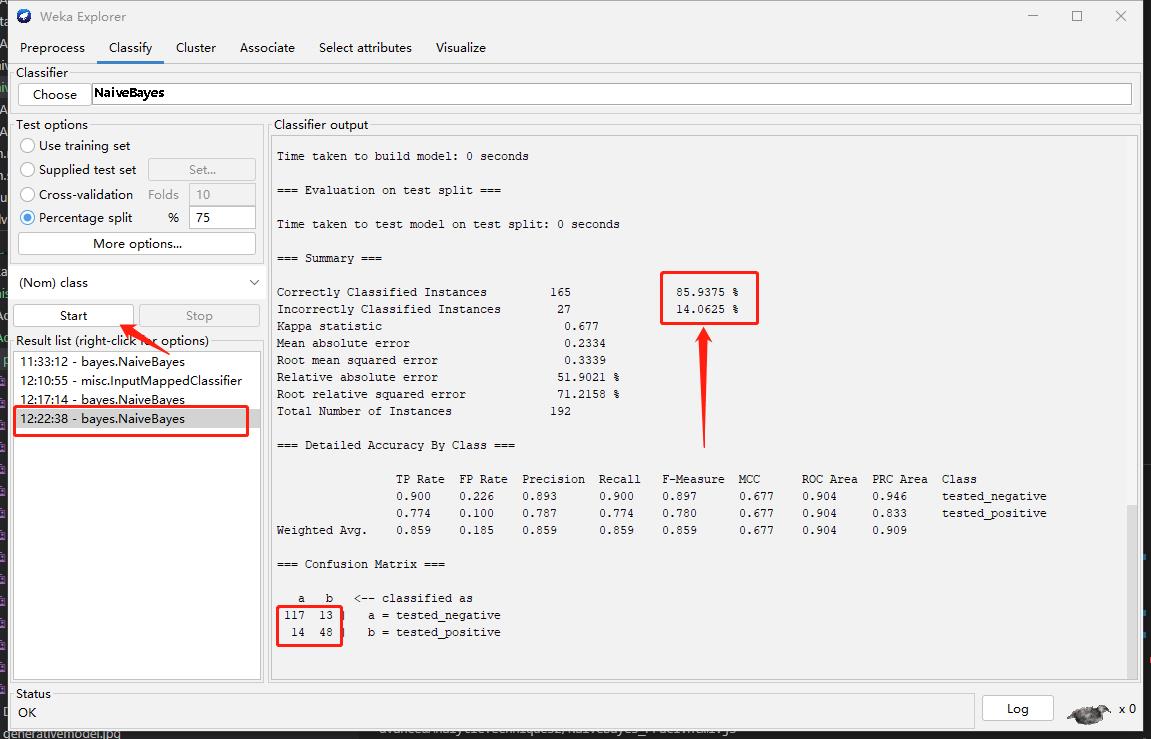 Weka Explorer
Preprocess Classify Cluster Associate Select attributes Visualize
Classifier
Choose NaiveBayes
Test options
Use training set
Supplied test set Set...
Cross-validation Folds 10
Percentage split % 75
More options...
(Nom) class
Start Stop
Result list (right-click for options)
11:33:12 - bayes.NaiveBayes
12:10:55 - misc.InputMappedClassifier
12:17:14 - bayes.NaiveBayes
12:22:38 - bayes.NaiveBayes
Classifier output
Time taken to build model: 0 seconds
=== Evaluation on test split ===
Time taken to test model on test split: 0 seconds
=== Summary ===
Correctly Classified Instances 165 85.9375 %
Incorrectly Classified Instances 27 14.0625 %
Kappa statistic 0.677
Mean absolute error 0.2334
Root mean squared error 0.3339
Relative absolute error 51.9021 %
Root relative squared error 71.2158 %
Total Number of Instances 192
=== Detailed Accuracy By Class ===
TP Rate FP Rate Precision Recall F-Measure MCC ROC Area PRC Area Class
0.900 0.226 0.893 0.900 0.897 0.677 0.904 0.946 tested_negative
0.774 0.100 0.787 0.774 0.780 0.677 0.904 0.833 tested_positive
Weighted Avg. 0.859 0.185 0.859 0.859 0.859 0.677 0.904 0.909
=== Confusion Matrix ===
a b <-- classified as
117 13 | a = tested_negative
14 48 | b = tested_positive
Status
OK
Log x 0
generativemodel.jpg